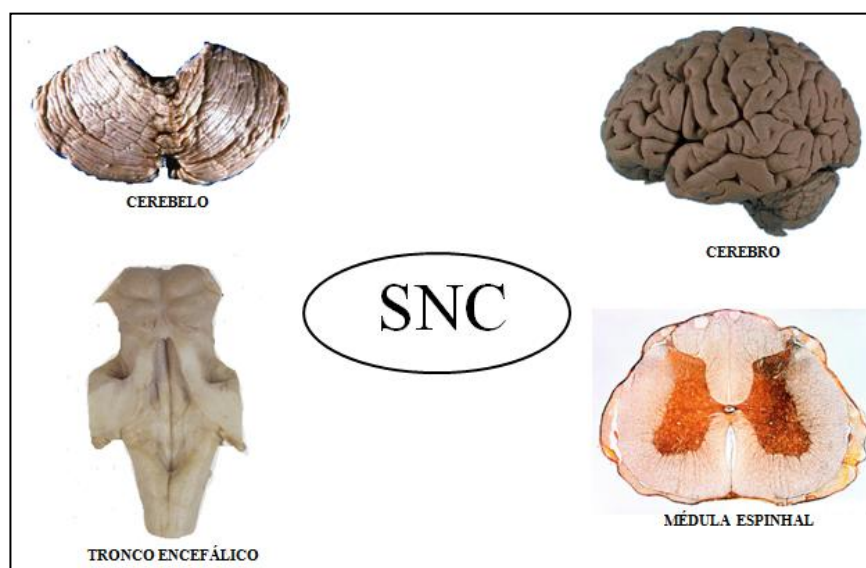 CEREBELO
CEREBRO
SNC
TRONCO ENCEFÁLICO
MÉDULA ESPINHAL